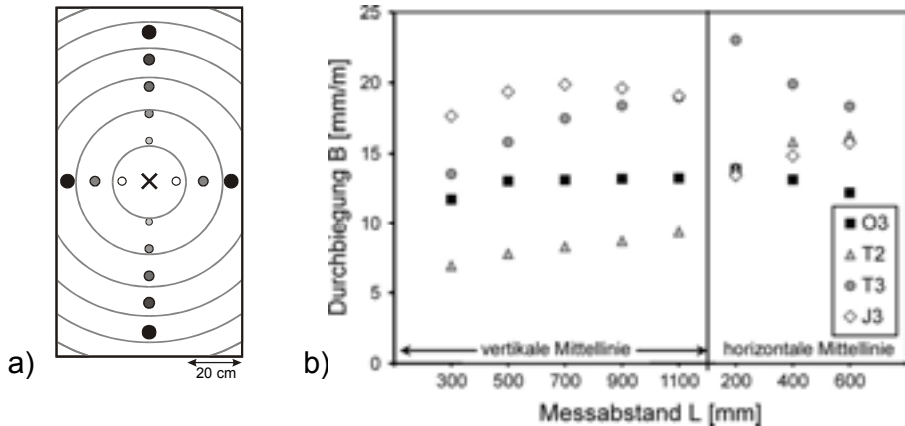 a)
20 cm
b)
Durchbiegung B [mm/m]
25
20
15
10
5
0
O3
T2
T3
J3
vertikale Mittellinie
horizontale Mittellinie
300 500 700 900 1100 200 400 600
Messabstand L [mm]